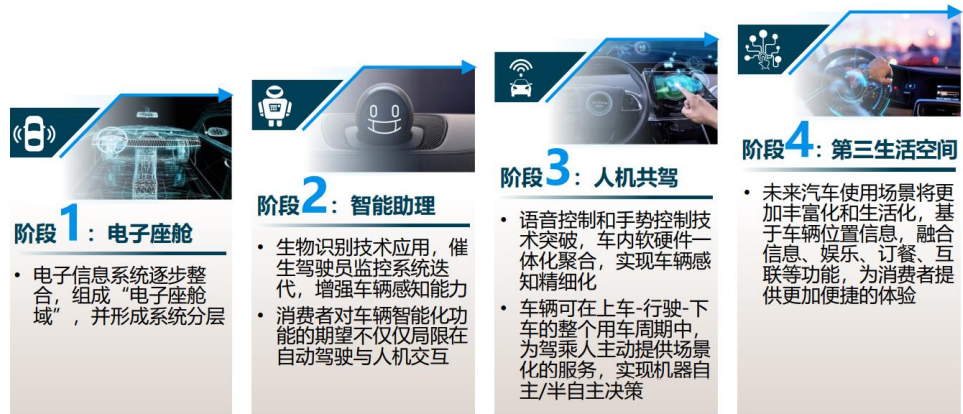 阶段1：电子座舱
• 电子信息系统逐步整
合，组成“电子座舱
域”，并形成系统分层
阶段2：智能助理
• 生物识别技术应用，催
生驾驶员监控系统迭
代，增强车辆感知能力
• 消费者对车辆智能化功
能的期望不仅仅局限在
自动驾驶与人机交互
阶段3：人机共驾
• 语音控制和手势控制技
术突破，车内软硬件一
体化聚合，实现车辆感
知精细化
• 车辆可在上车-行驶-下
车的整个用车周期中，
为驾乘人主动提供场景
化的服务，实现机器自
主/半自主决策
阶段4：第三生活空间
• 未来汽车使用场景将更
加丰富化和生活化，基
于车辆位置信息，融合
信息、娱乐、订餐、互
联等功能，为消费者提
供更加便捷的体验